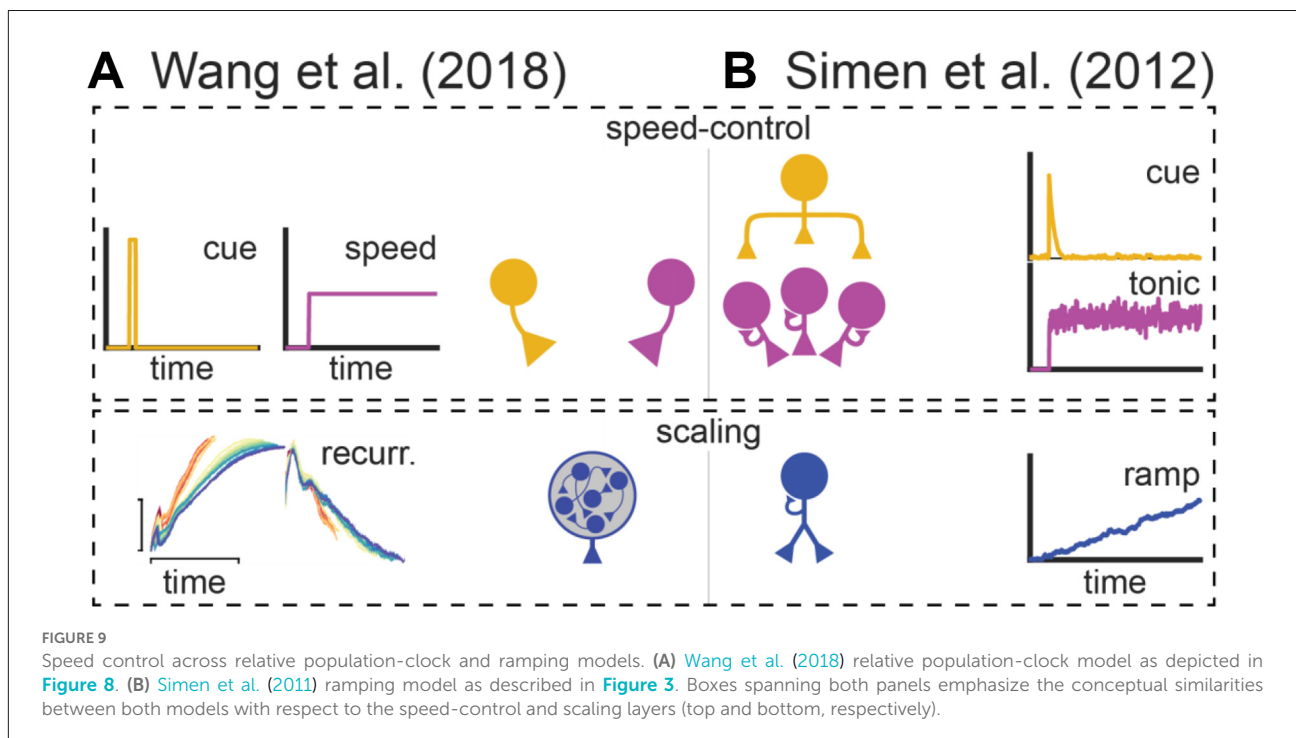 A Wang et al. (2018)
B Simen et al. (2012)
speed-control
cue
time
speed
time
cue
tonic
scaling
recurr.
time
ramp
time
FIGURE 9
Speed control across relative population-clock and ramping models. (A) Wang et al. (2018) relative population-clock model as depicted in
Figure 8. (B) Simen et al. (2011) ramping model as described in Figure 3. Boxes spanning both panels emphasize the conceptual similarities
between both models with respect to the speed-control and scaling layers (top and bottom, respectively).